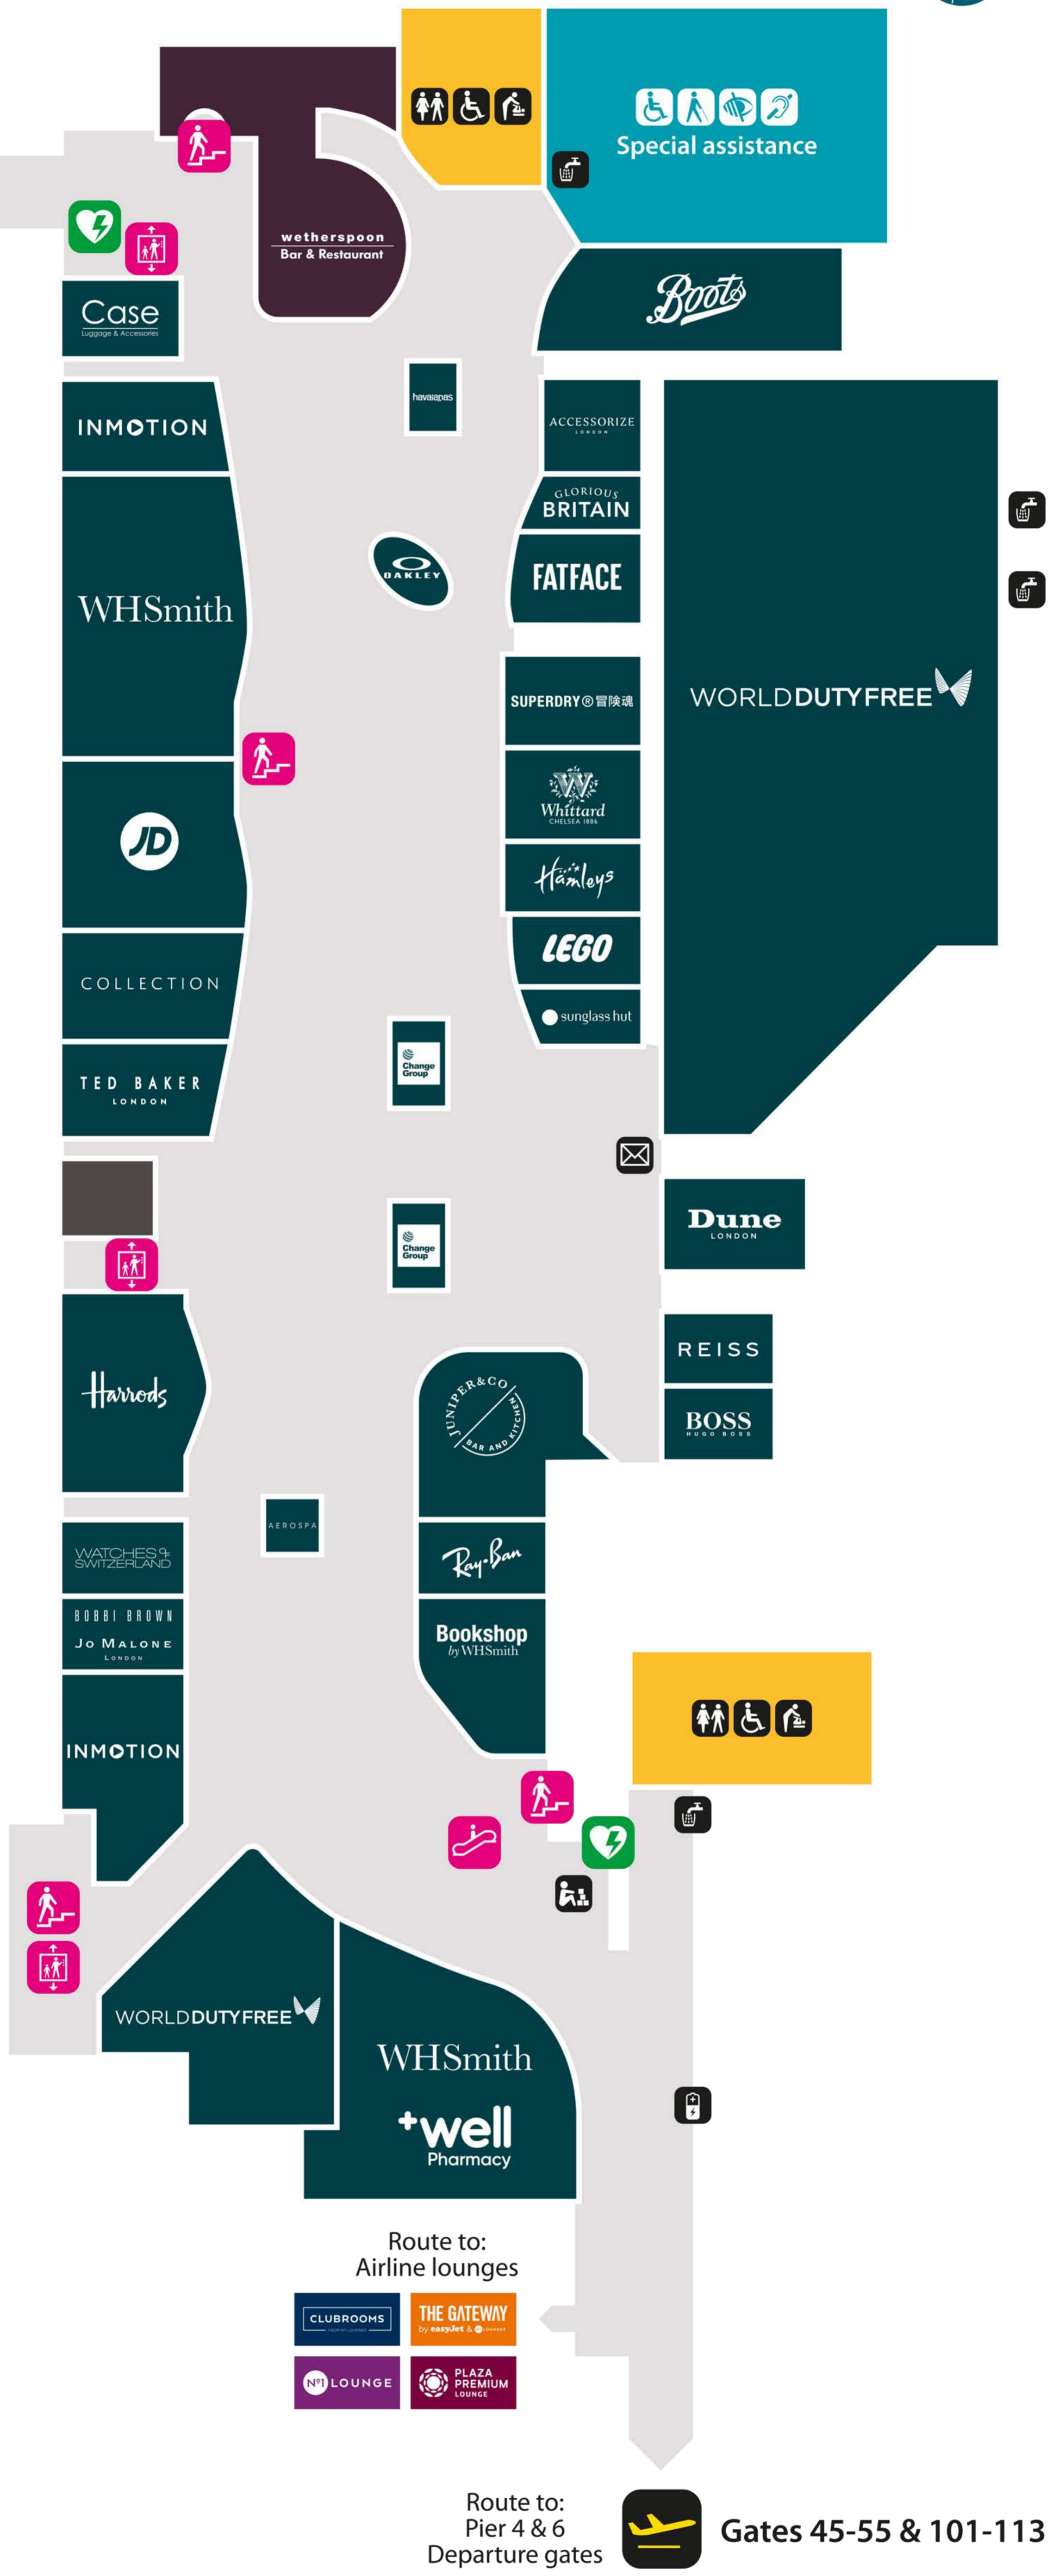 Special assistance
wetherspoon
Bar & Restaurant
Boots
Case
Luggage & Accessories
havaianas
ACCESSORIZE
LONDON
INMOTION
GLORIOUS
BRITAIN
OAKLEY
FATFACE
WHSmith
SUPERDRY®冒険魂
WORLDDUTYFREE
W
Whittard
CHELSEA 1886
JD
Hamleys
LEGO
COLLECTION
sunglass hut
Change
Group
TED BAKER
LONDON
Dune
LONDON
Change
Group
REISS
Harrods
JUNIPER&CO
BAR AND KITCHEN
BOSS
HUGO BOSS
AEROSPA
WATCHES OF
SWITZERLAND
Ray-Ban
BOBBI BROWN
JO MALONE
LONDON
Bookshop
by WHSmith
INMOTION
WORLDDUTYFREE
WHSmith
+well
Pharmacy
Route to:
Airline lounges
CLUBROOMS
THE GATEWAY
by easyJet &
Nº1 LOUNGE
PLAZA
PREMIUM
LOUNGE
Route to:
Pier 4 & 6
Departure gates
Gates 45-55 & 101-113